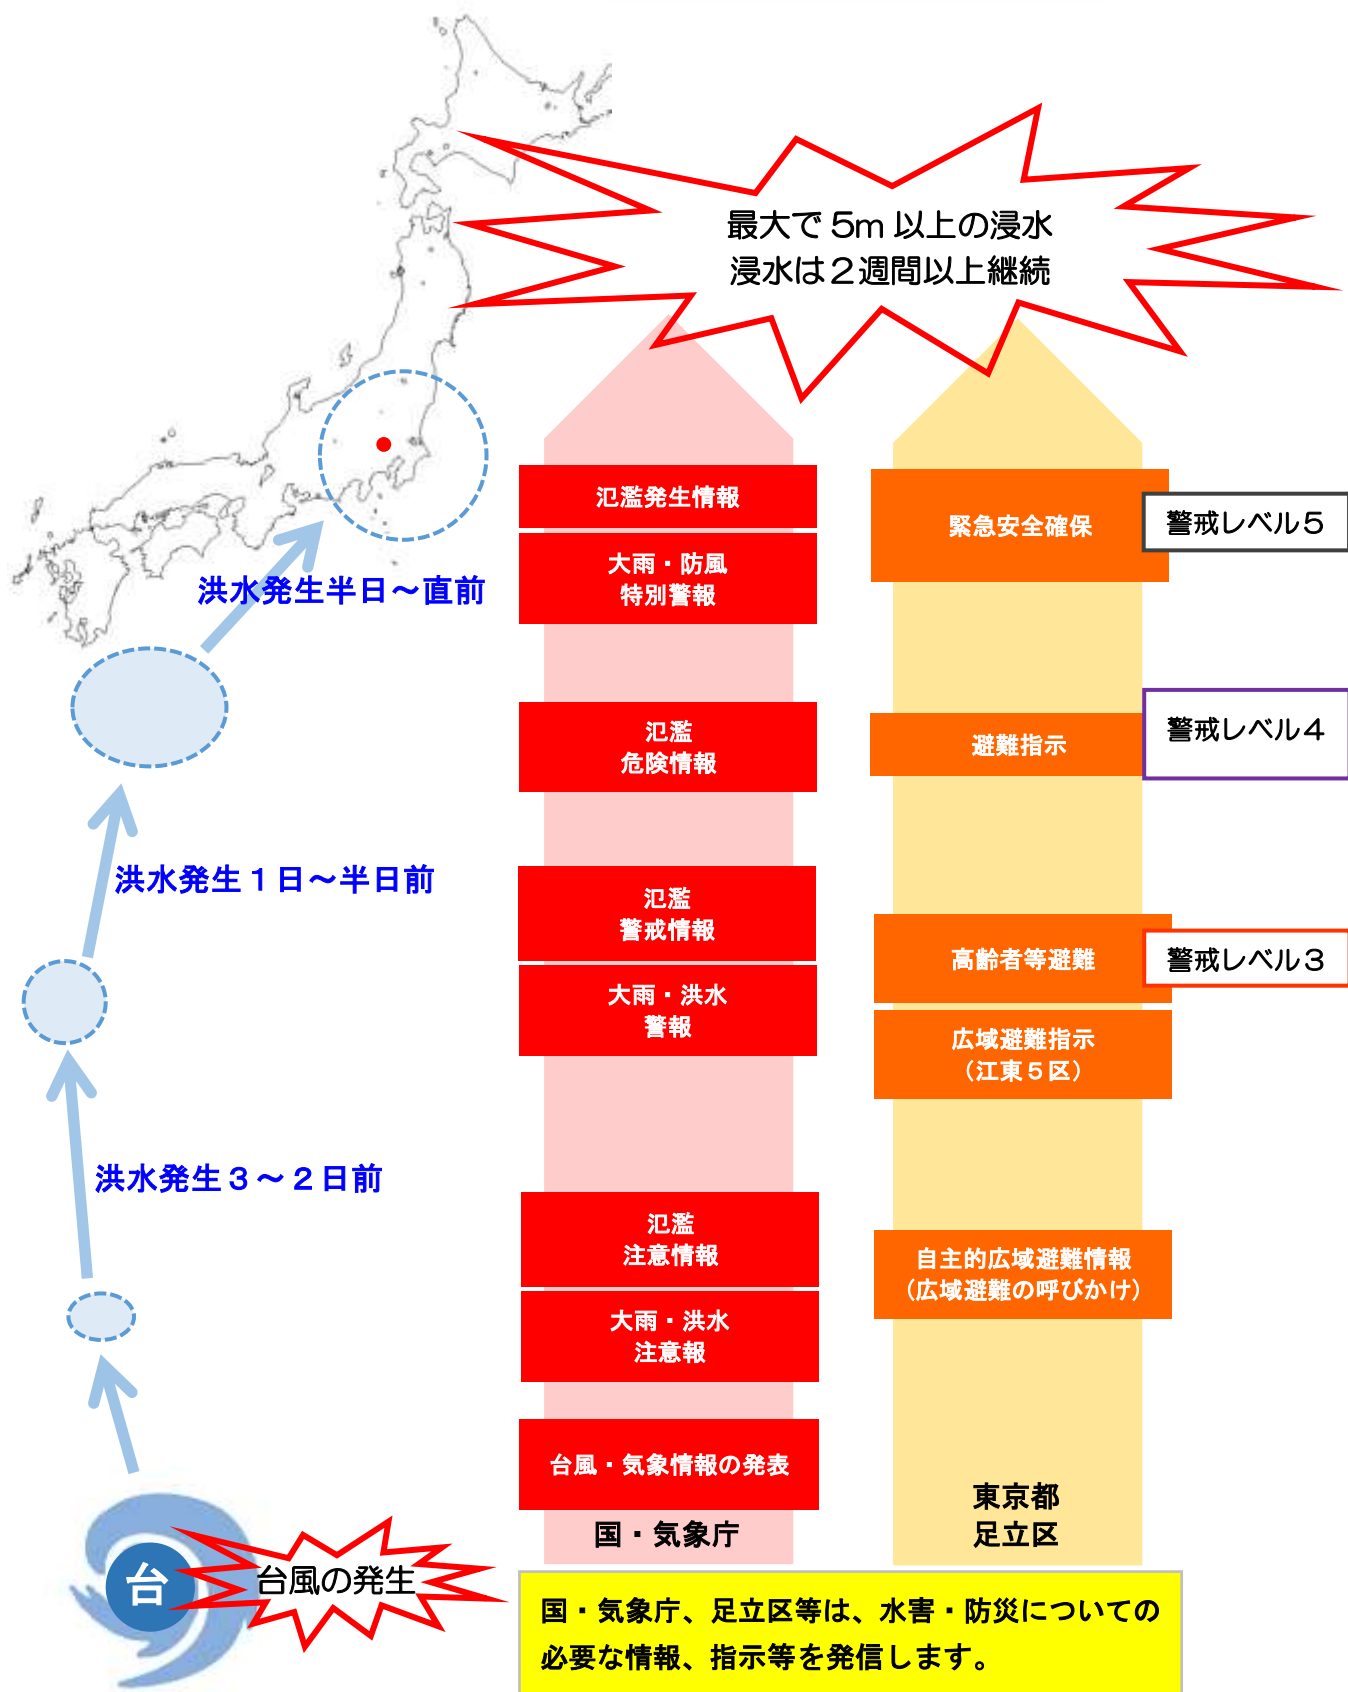 最大で 5m 以上の浸水
浸水は２週間以上継続
氾濫発生情報
大雨・防風
特別警報
緊急安全確保
警戒レベル５
洪水発生半日～直前
氾濫
危険情報
避難指示
警戒レベル４
洪水発生１日～半日前
氾濫
警戒情報
大雨・洪水
警報
高齢者等避難
警戒レベル３
広域避難指示
（江東５区）
洪水発生３～２日前
氾濫
注意情報
大雨・洪水
注意報
自主的広域避難情報
（広域避難の呼びかけ）
台風・気象情報の発表
国・気象庁
東京都
足立区
台
台風の発生
国・気象庁、足立区等は、水害・防災についての
必要な情報、指示等を発信します。